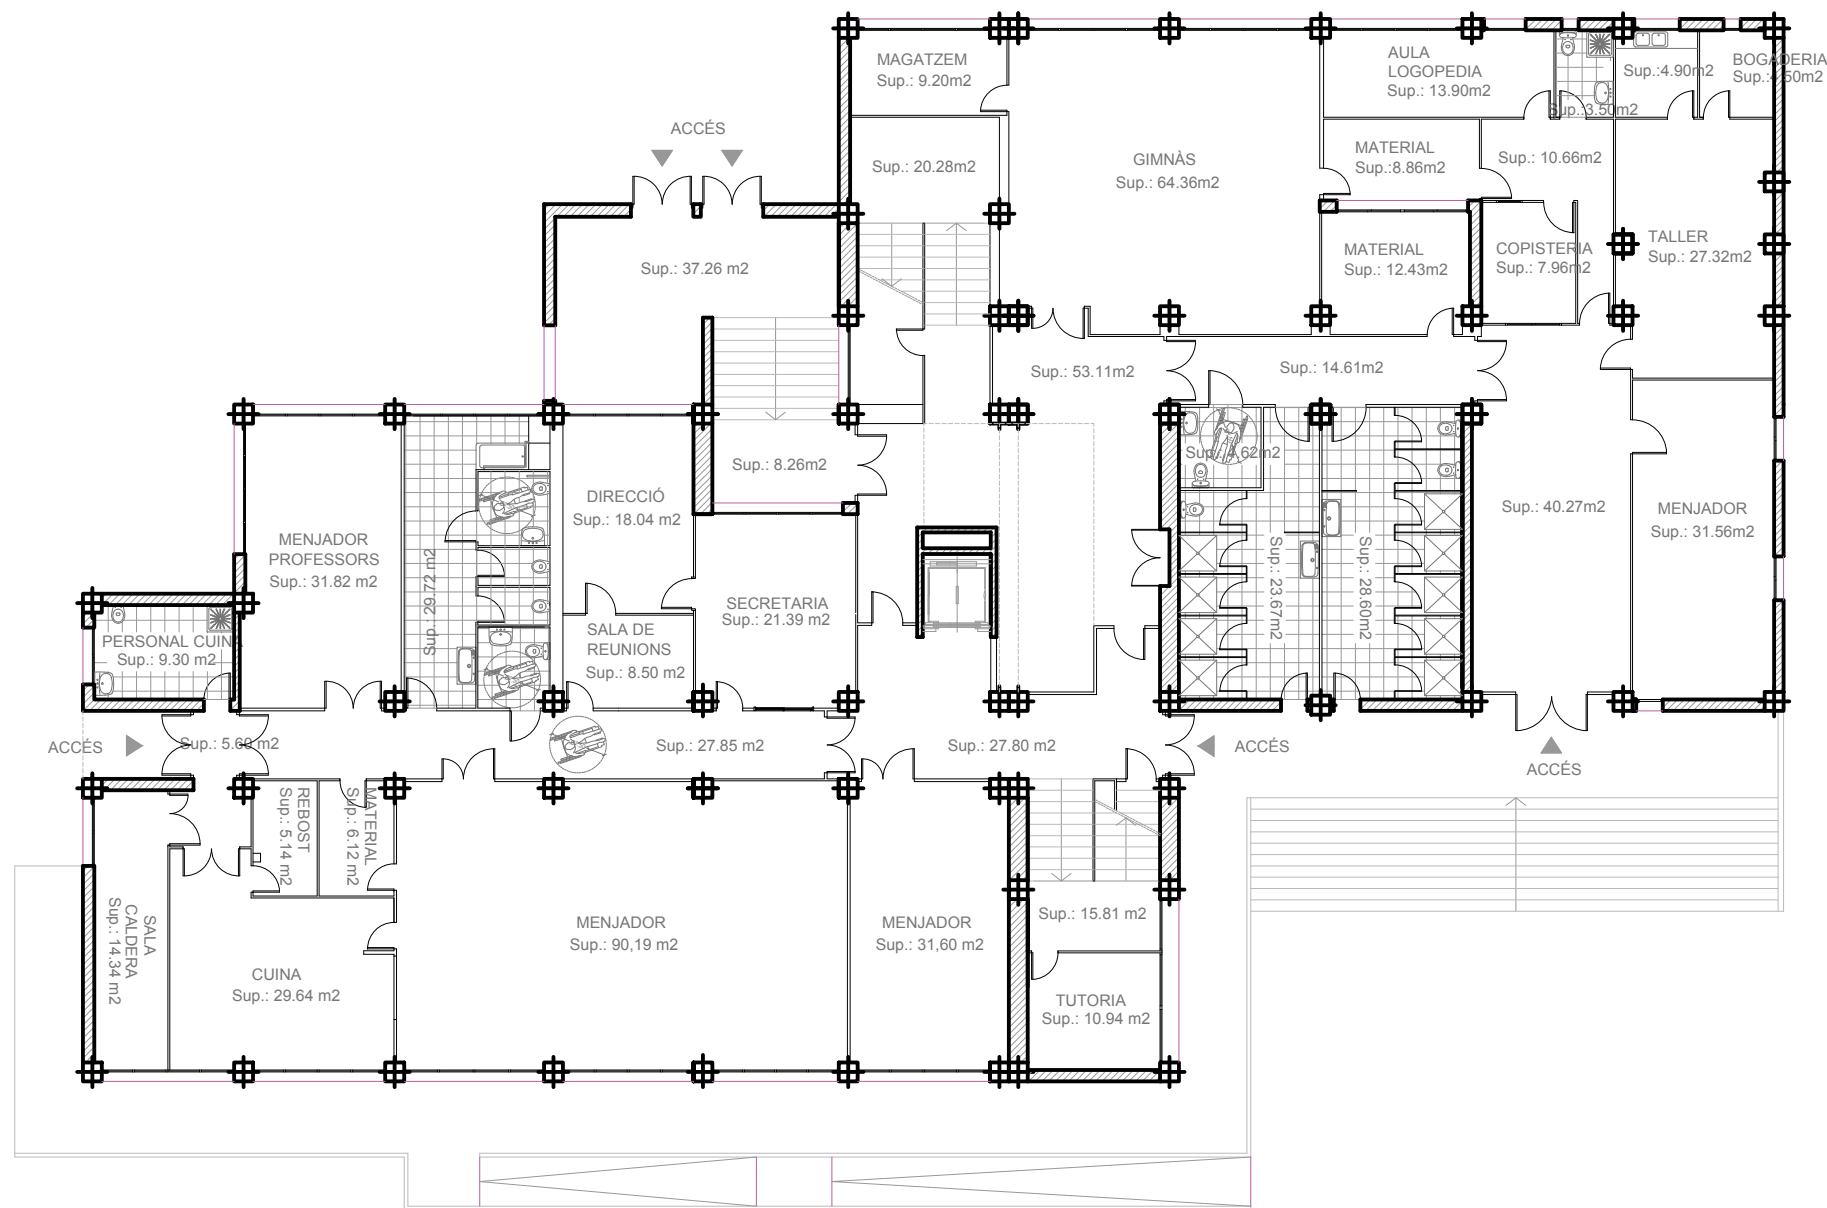 MAGATZEM
Sup.: 9.20m2
AULA
LOGOPEDIA
Sup.: 13.90m2
Sup.:4.90m2
BOGADERIA
Sup.:4.50m2
Sup.:3.50m2
ACCÉS
Sup.: 20.28m2
GIMNÀS
Sup.: 64.36m2
MATERIAL
Sup.:8.86m2
Sup.: 10.66m2
Sup.: 37.26 m2
MATERIAL
Sup.: 12.43m2
COPISTERIA
Sup.: 7.96m2
TALLER
Sup.: 27.32m2
Sup.: 53.11m2
Sup.: 14.61m2
Sup.: 8.26m2
Sup.: 4.62m2
DIRECCIÓ
Sup.: 18.04 m2
MENJADOR
PROFESSORS
Sup.: 31.82 m2
Sup.: 29.72 m2
Sup.: 23.67m2
Sup.: 28.60m2
Sup.: 40.27m2
MENJADOR
Sup.: 31.56m2
SECRETARIA
Sup.: 21.39 m2
SALA DE
REUNIONS
Sup.: 8.50 m2
PERSONAL CUINA
Sup.: 9.30 m2
ACCÉS
Sup.: 5.60 m2
Sup.: 27.85 m2
Sup.: 27.80 m2
ACCÉS
ACCÉS
REBOST
Sup.: 5.14 m2
MATERIAL
Sup.: 6.12 m2
SALA
CALDERA
Sup.: 14.34 m2
CUINA
Sup.: 29.64 m2
MENJADOR
Sup.: 90,19 m2
MENJADOR
Sup.: 31,60 m2
Sup.: 15.81 m2
TUTORIA
Sup.: 10.94 m2